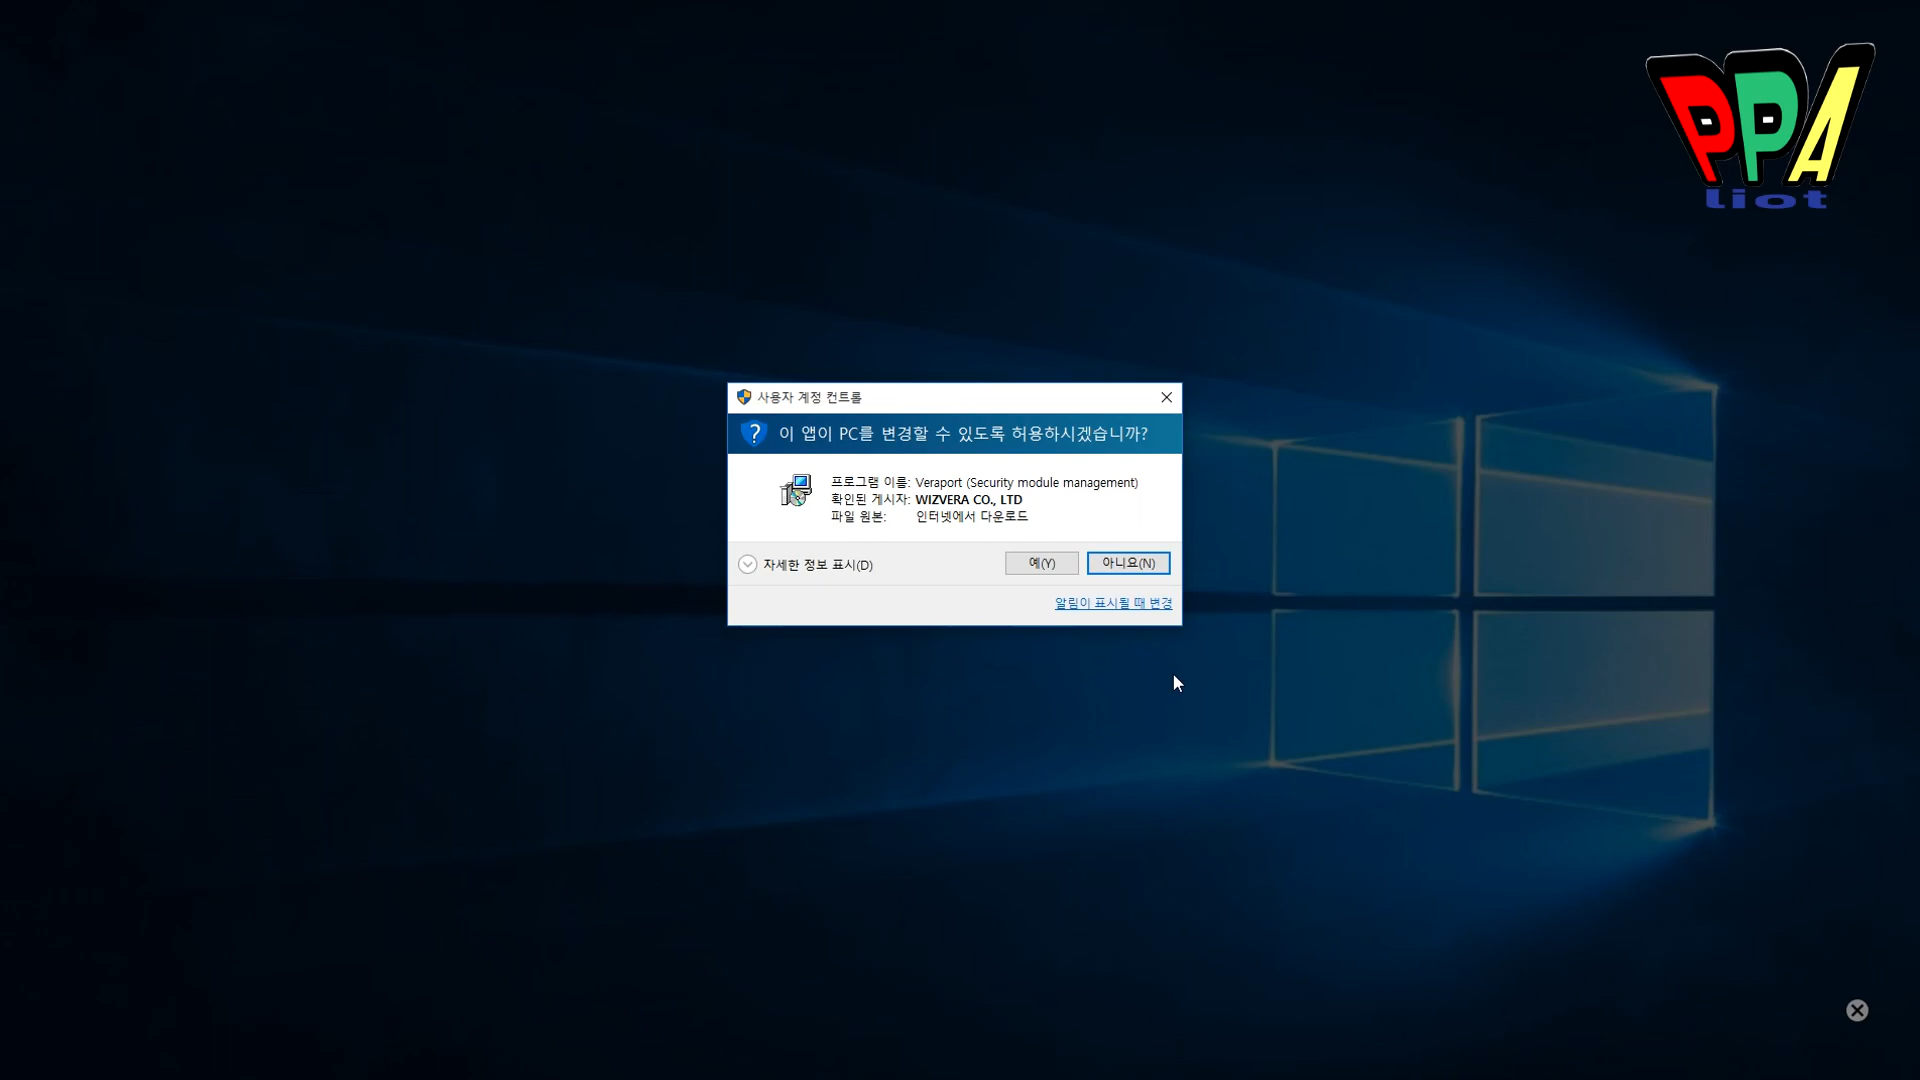 PPA
liot
사용자 계정 컨트롤
이 앱이 PC를 변경할 수 있도록 허용하시겠습니까?
프로그램 이름: Veraport (Security module management)
확인된 게시자: WIZVERA CO., LTD
파일 원본: 인터넷에서 다운로드
자세한 정보 표시(D)
예(Y)
아니요(N)
알림이 표시될 때 변경